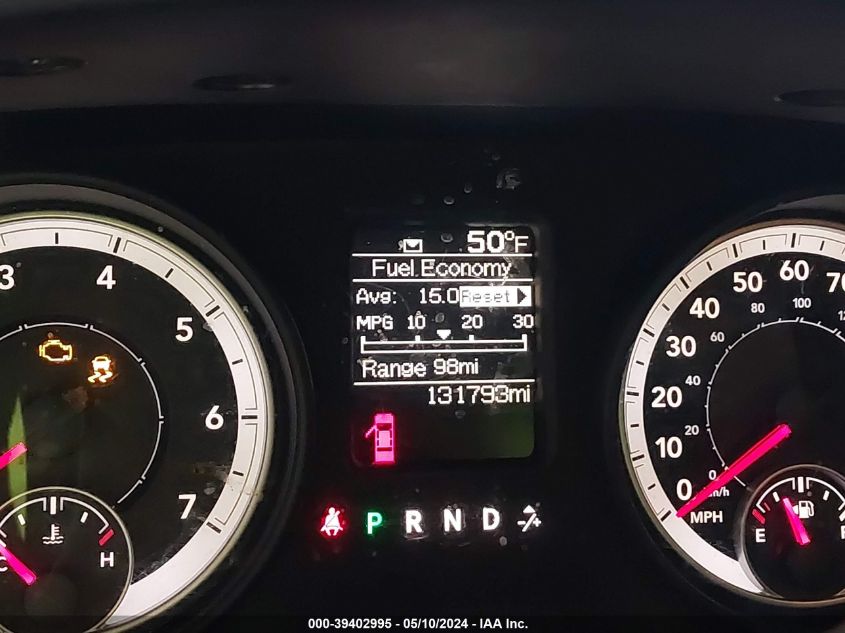 50°F
Fuel Economy
Avg: 15.0 Reset
MPG 10 20 30
Range 98mi
131793mi
3 4 5 6 7
C H
P R N D
0 10 20 30 40 50 60 70
0 20 40 60 80 100
km/h
MPH
E
000-39402995 - 05/10/2024 - IAA Inc.